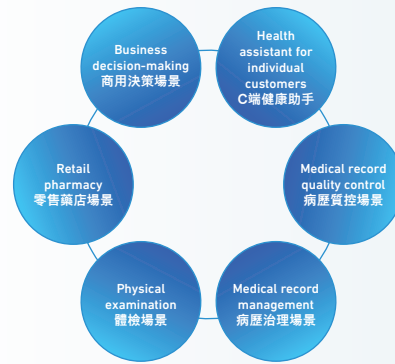 Business
decision-making
商用決策場景
Health
assistant for
individual
customers
C端健康助手
Retail
pharmacy
零售藥店場景
Medical record
quality control
病歷質控場景
Physical
examination
體檢場景
Medical record
management
病歷治理場景